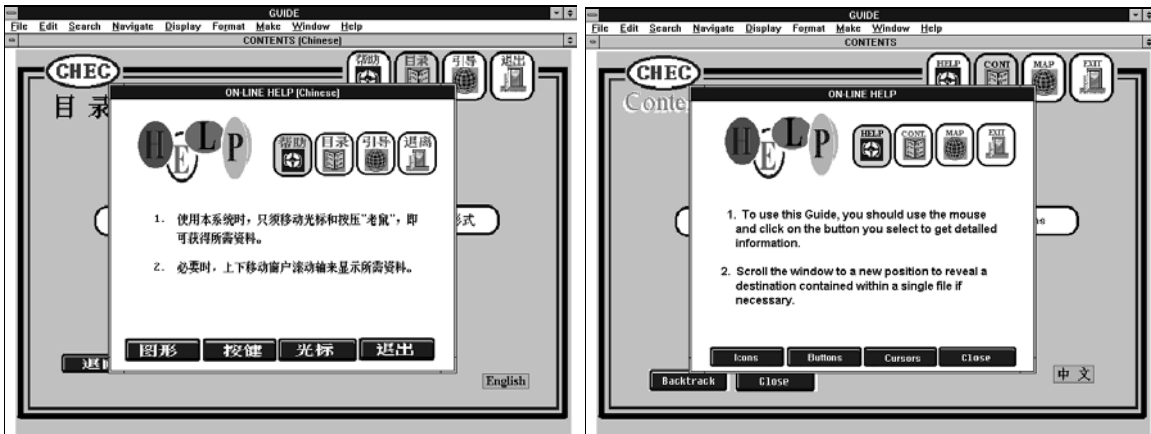 GUIDE
File Edit Search Navigate Display Format Make Window Help
CONTENTS [Chinese]
CHEC
帮助 目录 引导 退出
目录
ON-LINE HELP [Chinese]
HELP
帮助 目录 引导 退离
1. 使用本系统时，只须移动光标和按压"老鼠"，即
可获得所需资料。
2. 必要时，上下移动窗户滚动轴来显示所需资料。
形式
图形 按键 光标 退出
English
GUIDE
File Edit Search Navigate Display Format Make Window Help
CONTENTS
CHEC
HELP CONT MAP EXIT
Conte
ON-LINE HELP
HELP
HELP CONT MAP EXIT
1. To use this Guide, you should use the mouse
and click on the button you select to get detailed
information.
2. Scroll the window to a new position to reveal a
destination contained within a single file if
necessary.
Icons Buttons Cursors Close
Backtrack Close
中文